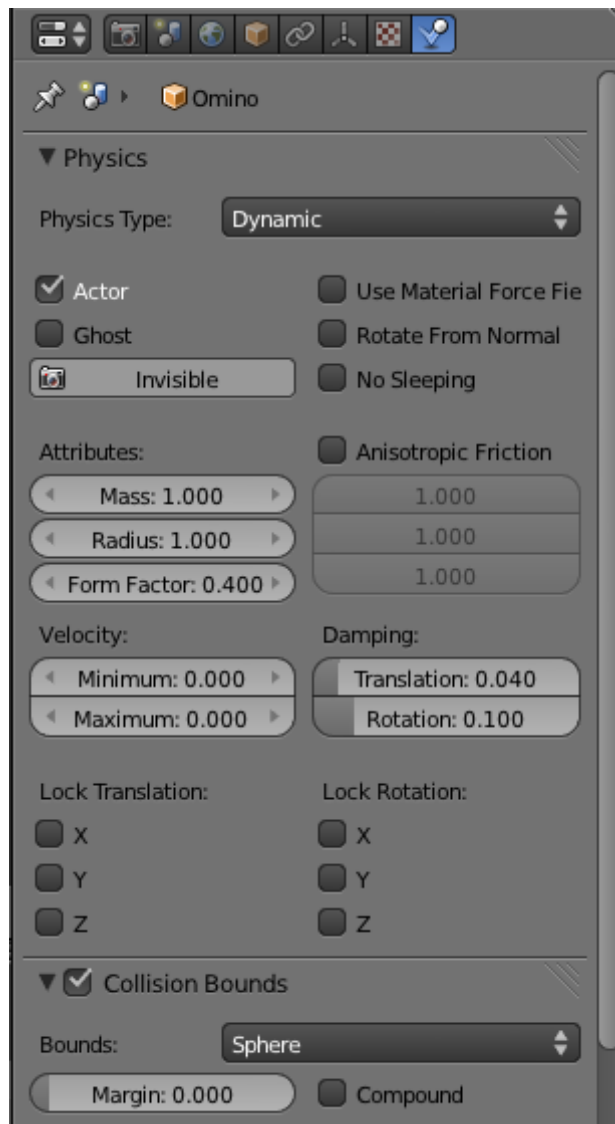 Omino
Physics
Physics Type: Dynamic
Actor Use Material Force Fie
Ghost Rotate From Normal
Invisible No Sleeping
Attributes: Anisotropic Friction
Mass: 1.000 1.000
Radius: 1.000 1.000
Form Factor: 0.400 1.000
Velocity: Damping:
Minimum: 0.000 Translation: 0.040
Maximum: 0.000 Rotation: 0.100
Lock Translation: Lock Rotation:
X X
Y Y
Z Z
Collision Bounds
Bounds: Sphere
Margin: 0.000 Compound